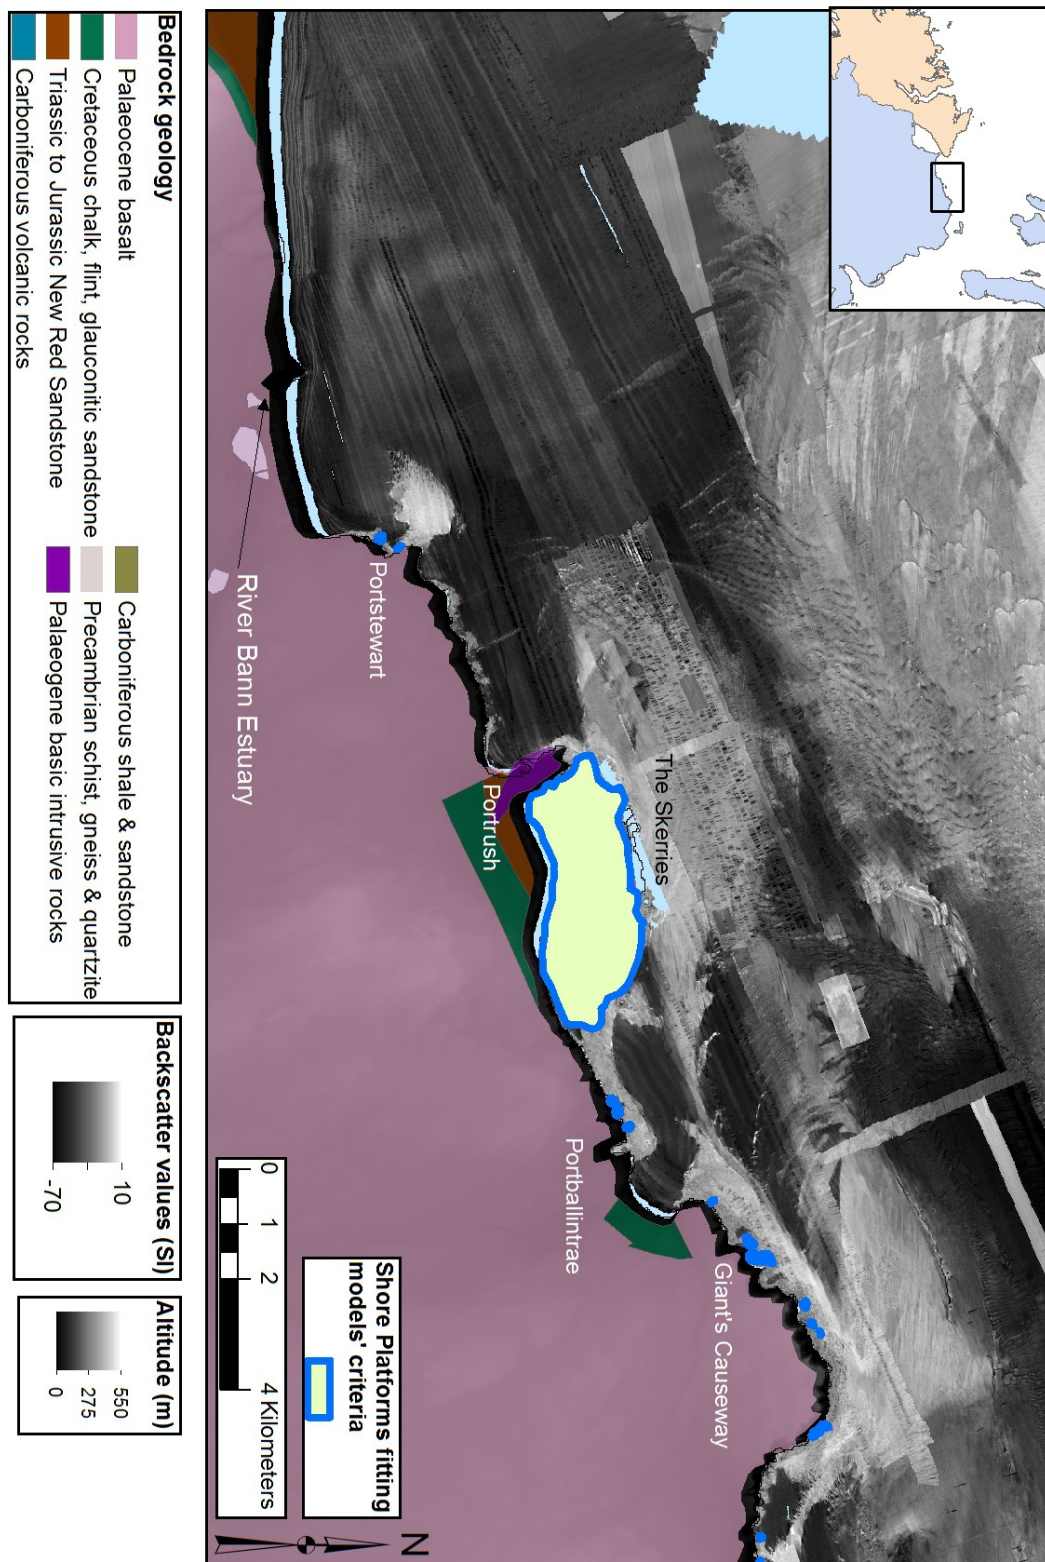 Portstewart
Portrush
The Skerries
Portballintrae
Giant's Causeway
River Bann Estuary
Shore Platforms fitting
models' criteria
0 1 2 4 Kilometers
N
Bedrock geology
Palaeocene basalt
Cretaceous chalk, flint, glauconitic sandstone
Triassic to Jurassic New Red Sandstone
Carboniferous volcanic rocks
Carboniferous shale & sandstone
Precambrian schist, gneiss & quartzite
Palaeogene basic intrusive rocks
Backscatter values (SI)
10
-70
Altitude (m)
550
275
0